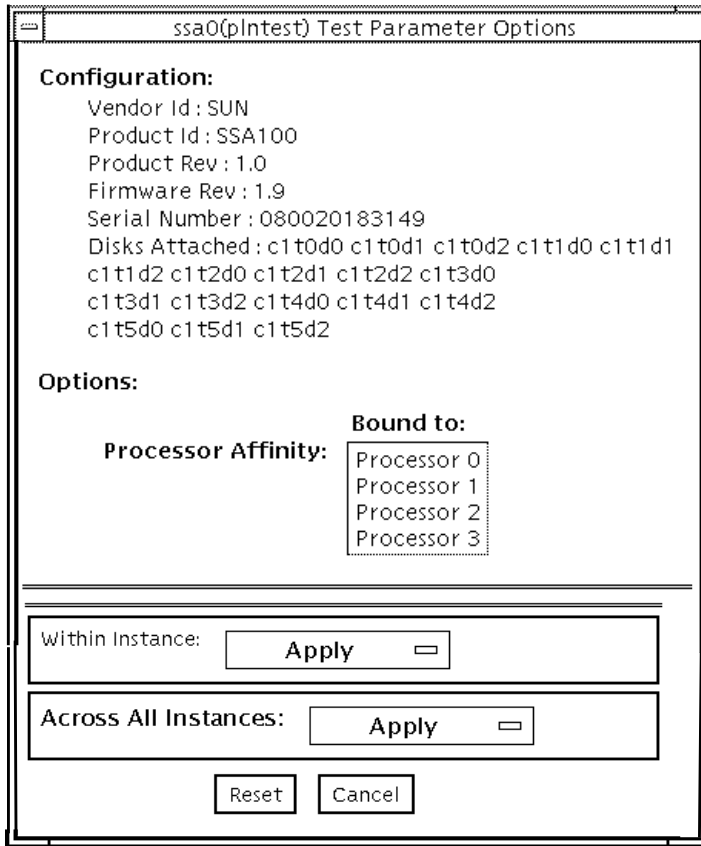 ssa0(plntest) Test Parameter Options
Configuration:
Vendor Id : SUN
Product Id : SSA100
Product Rev : 1.0
Firmware Rev : 1.9
Serial Number : 080020183149
Disks Attached : c1t0d0 c1t0d1 c1t0d2 c1t1d0 c1t1d1
c1t1d2 c1t2d0 c1t2d1 c1t2d2 c1t3d0
c1t3d1 c1t3d2 c1t4d0 c1t4d1 c1t4d2
c1t5d0 c1t5d1 c1t5d2
Options:
Bound to:
Processor Affinity:
Processor 0
Processor 1
Processor 2
Processor 3
Within Instance: Apply
Across All Instances: Apply
Reset Cancel